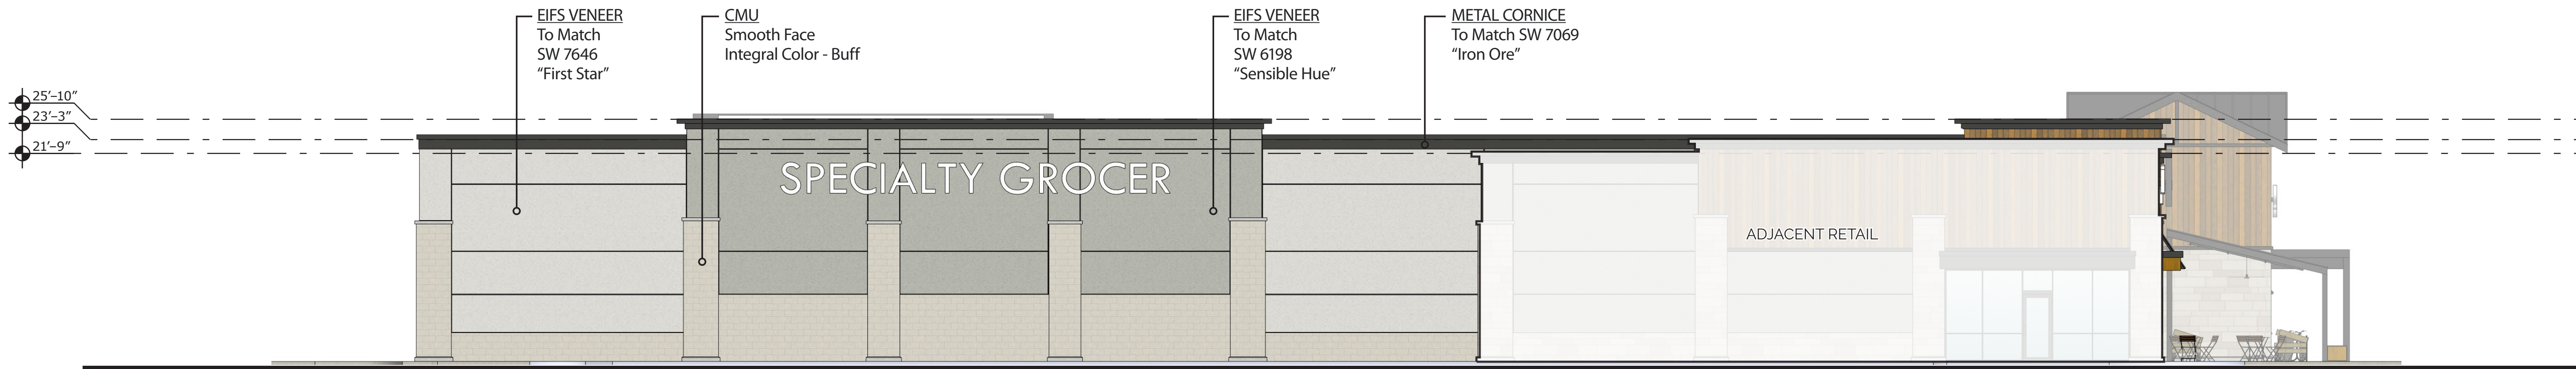 EIFS VENEER
To Match
SW 7646
“First Star”
CMU
Smooth Face
Integral Color - Buff
EIFS VENEER
To Match
SW 6198
“Sensible Hue”
METAL CORNICE
To Match SW 7069
“Iron Ore”
25’–10”
23’–3”
21’–9”
SPECIALTY GROCER
ADJACENT RETAIL